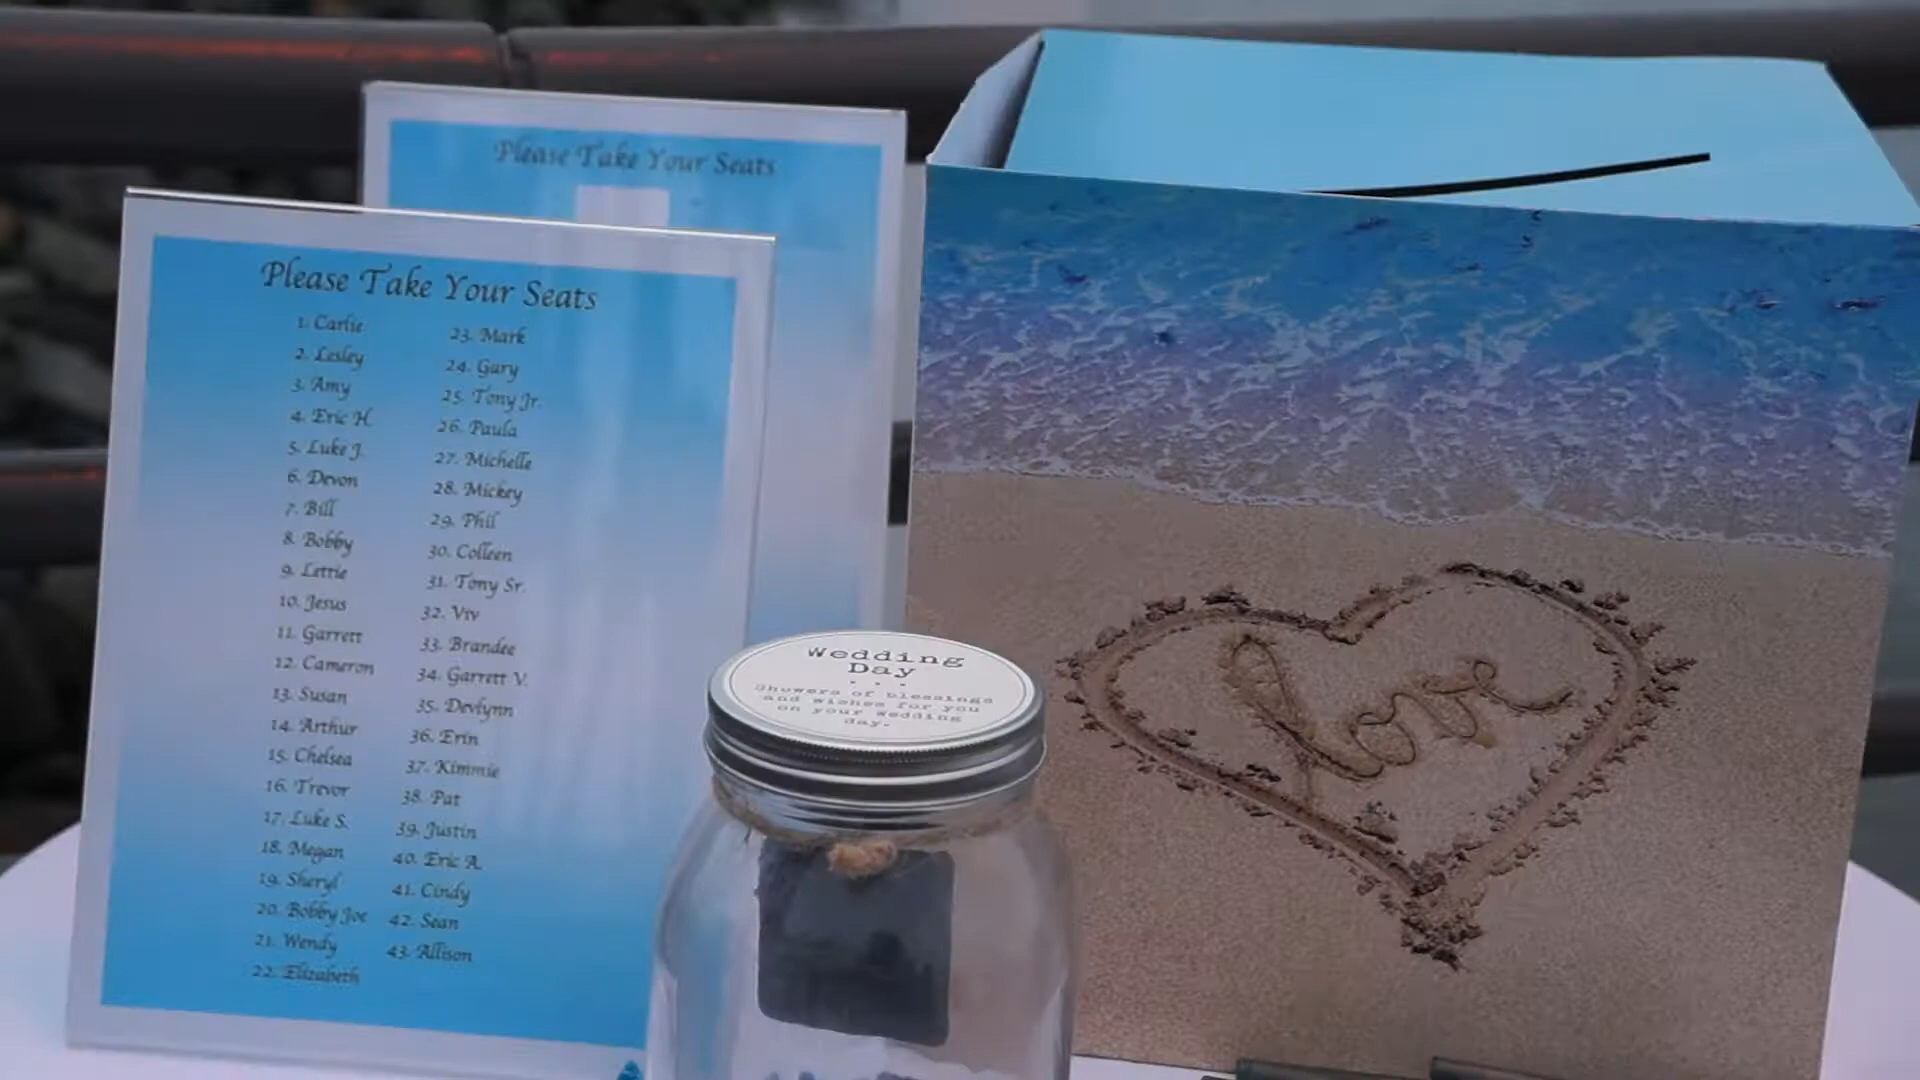 Please Take Your Seats
Please Take Your Seats
1. Carlie
2. Lesley
3. Amy
4. Eric H.
5. Luke J.
6. Devon
7. Bill
8. Bobby
9. Lettie
10. Jesus
11. Garrett
12. Cameron
13. Susan
14. Arthur
15. Chelsea
16. Trevor
17. Luke S.
18. Megan
19. Sheryl
20. Bobby Joe
21. Wendy
22. Elizabeth
23. Mark
24. Gary
25. Tony Jr.
26. Paula
27. Michelle
28. Mickey
29. Phil
30. Colleen
31. Tony Sr.
32. Viv
33. Brandee
34. Garrett V.
35. Devlynn
36. Erin
37. Kimmie
38. Pat
39. Justin
40. Eric A.
41. Cindy
42. Sean
43. Allison
Wedding
Day
Showers of blessings
and wishes for you
on your wedding
day.
love